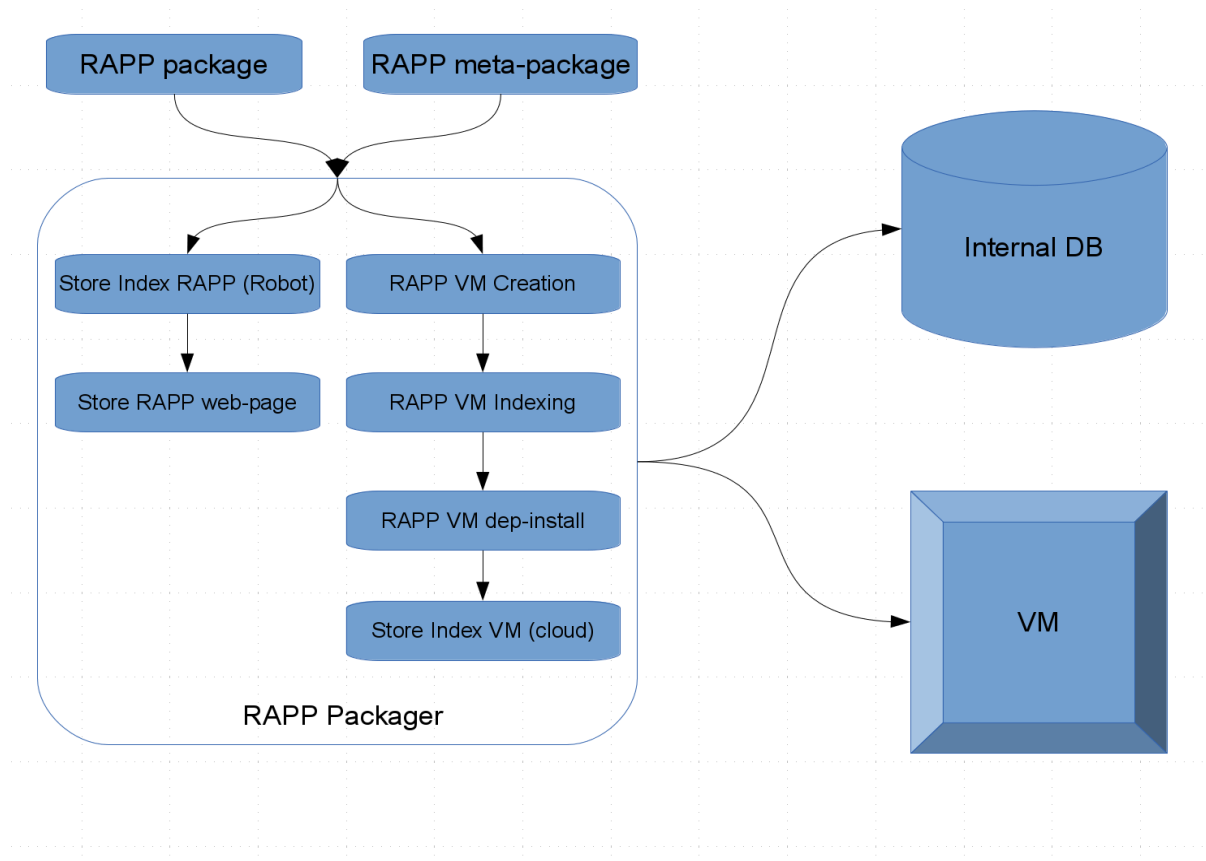 RAPP package
RAPP meta-package
Store Index RAPP (Robot)
RAPP VM Creation
Store RAPP web-page
RAPP VM Indexing
RAPP VM dep-install
Store Index VM (cloud)
RAPP Packager
Internal DB
VM